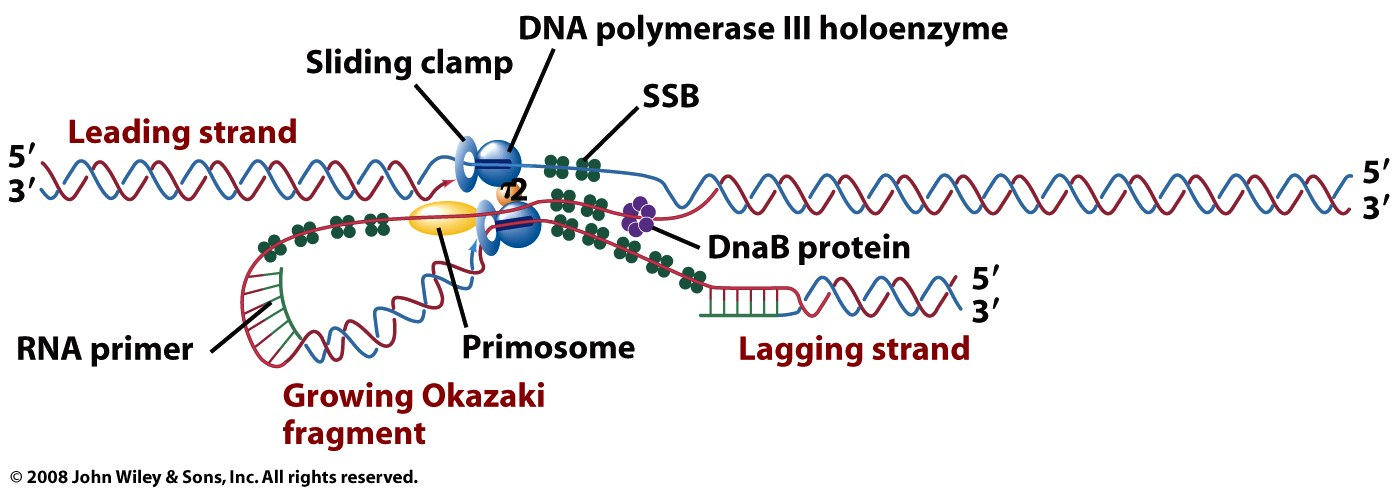 DNA polymerase III holoenzyme
Sliding clamp
SSB
Leading strand
5′
3′
5′
3′
τ2
DnaB protein
5′
3′
RNA primer
Primosome
Lagging strand
Growing Okazaki
fragment
© 2008 John Wiley & Sons, Inc. All rights reserved.